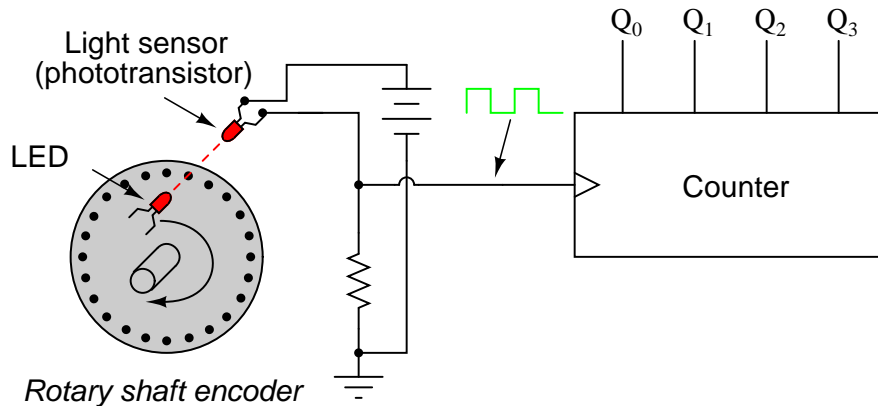 Q0 Q1 Q2 Q3
Light sensor
(phototransistor)
LED
Counter
Rotary shaft encoder